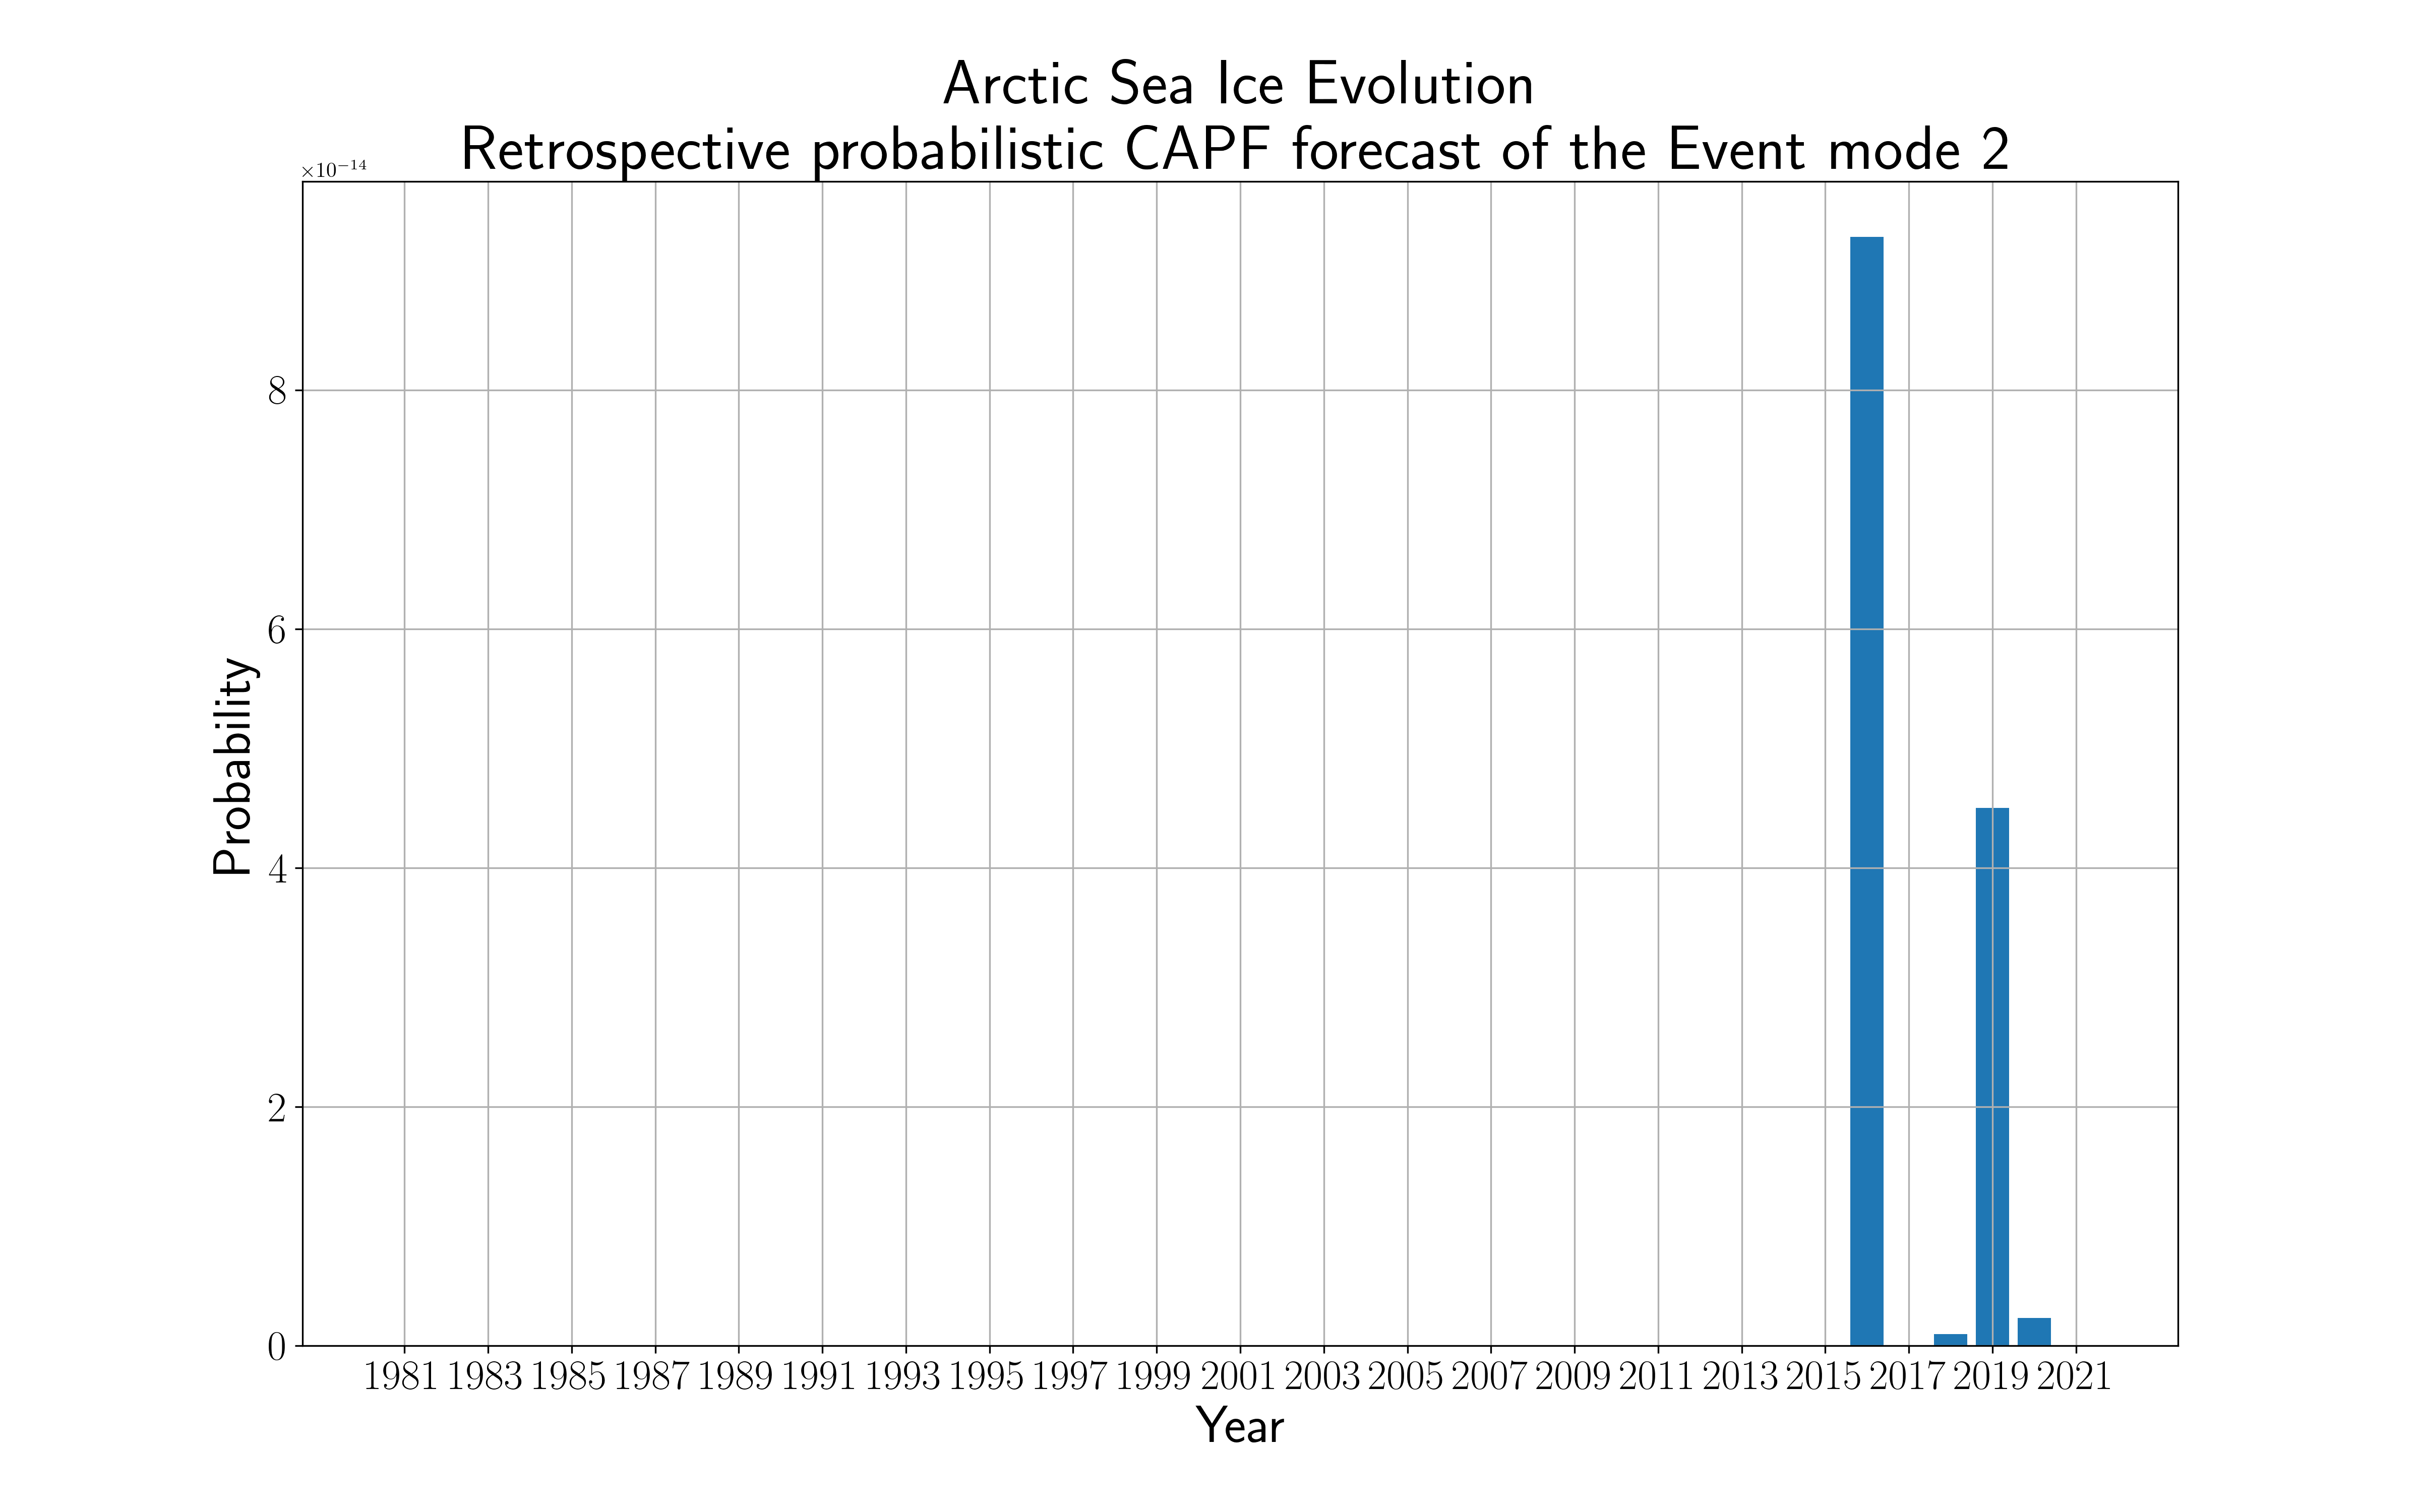 Arctic Sea Ice Evolution
Retrospective probabilistic CAPF forecast of the Event mode 2
×10⁻¹⁴
8
6
4
2
0
Probability
1981 1983 1985 1987 1989 1991 1993 1995 1997 1999 2001 2003 2005 2007 2009 2011 2013 2015 2017 2019 2021
Year